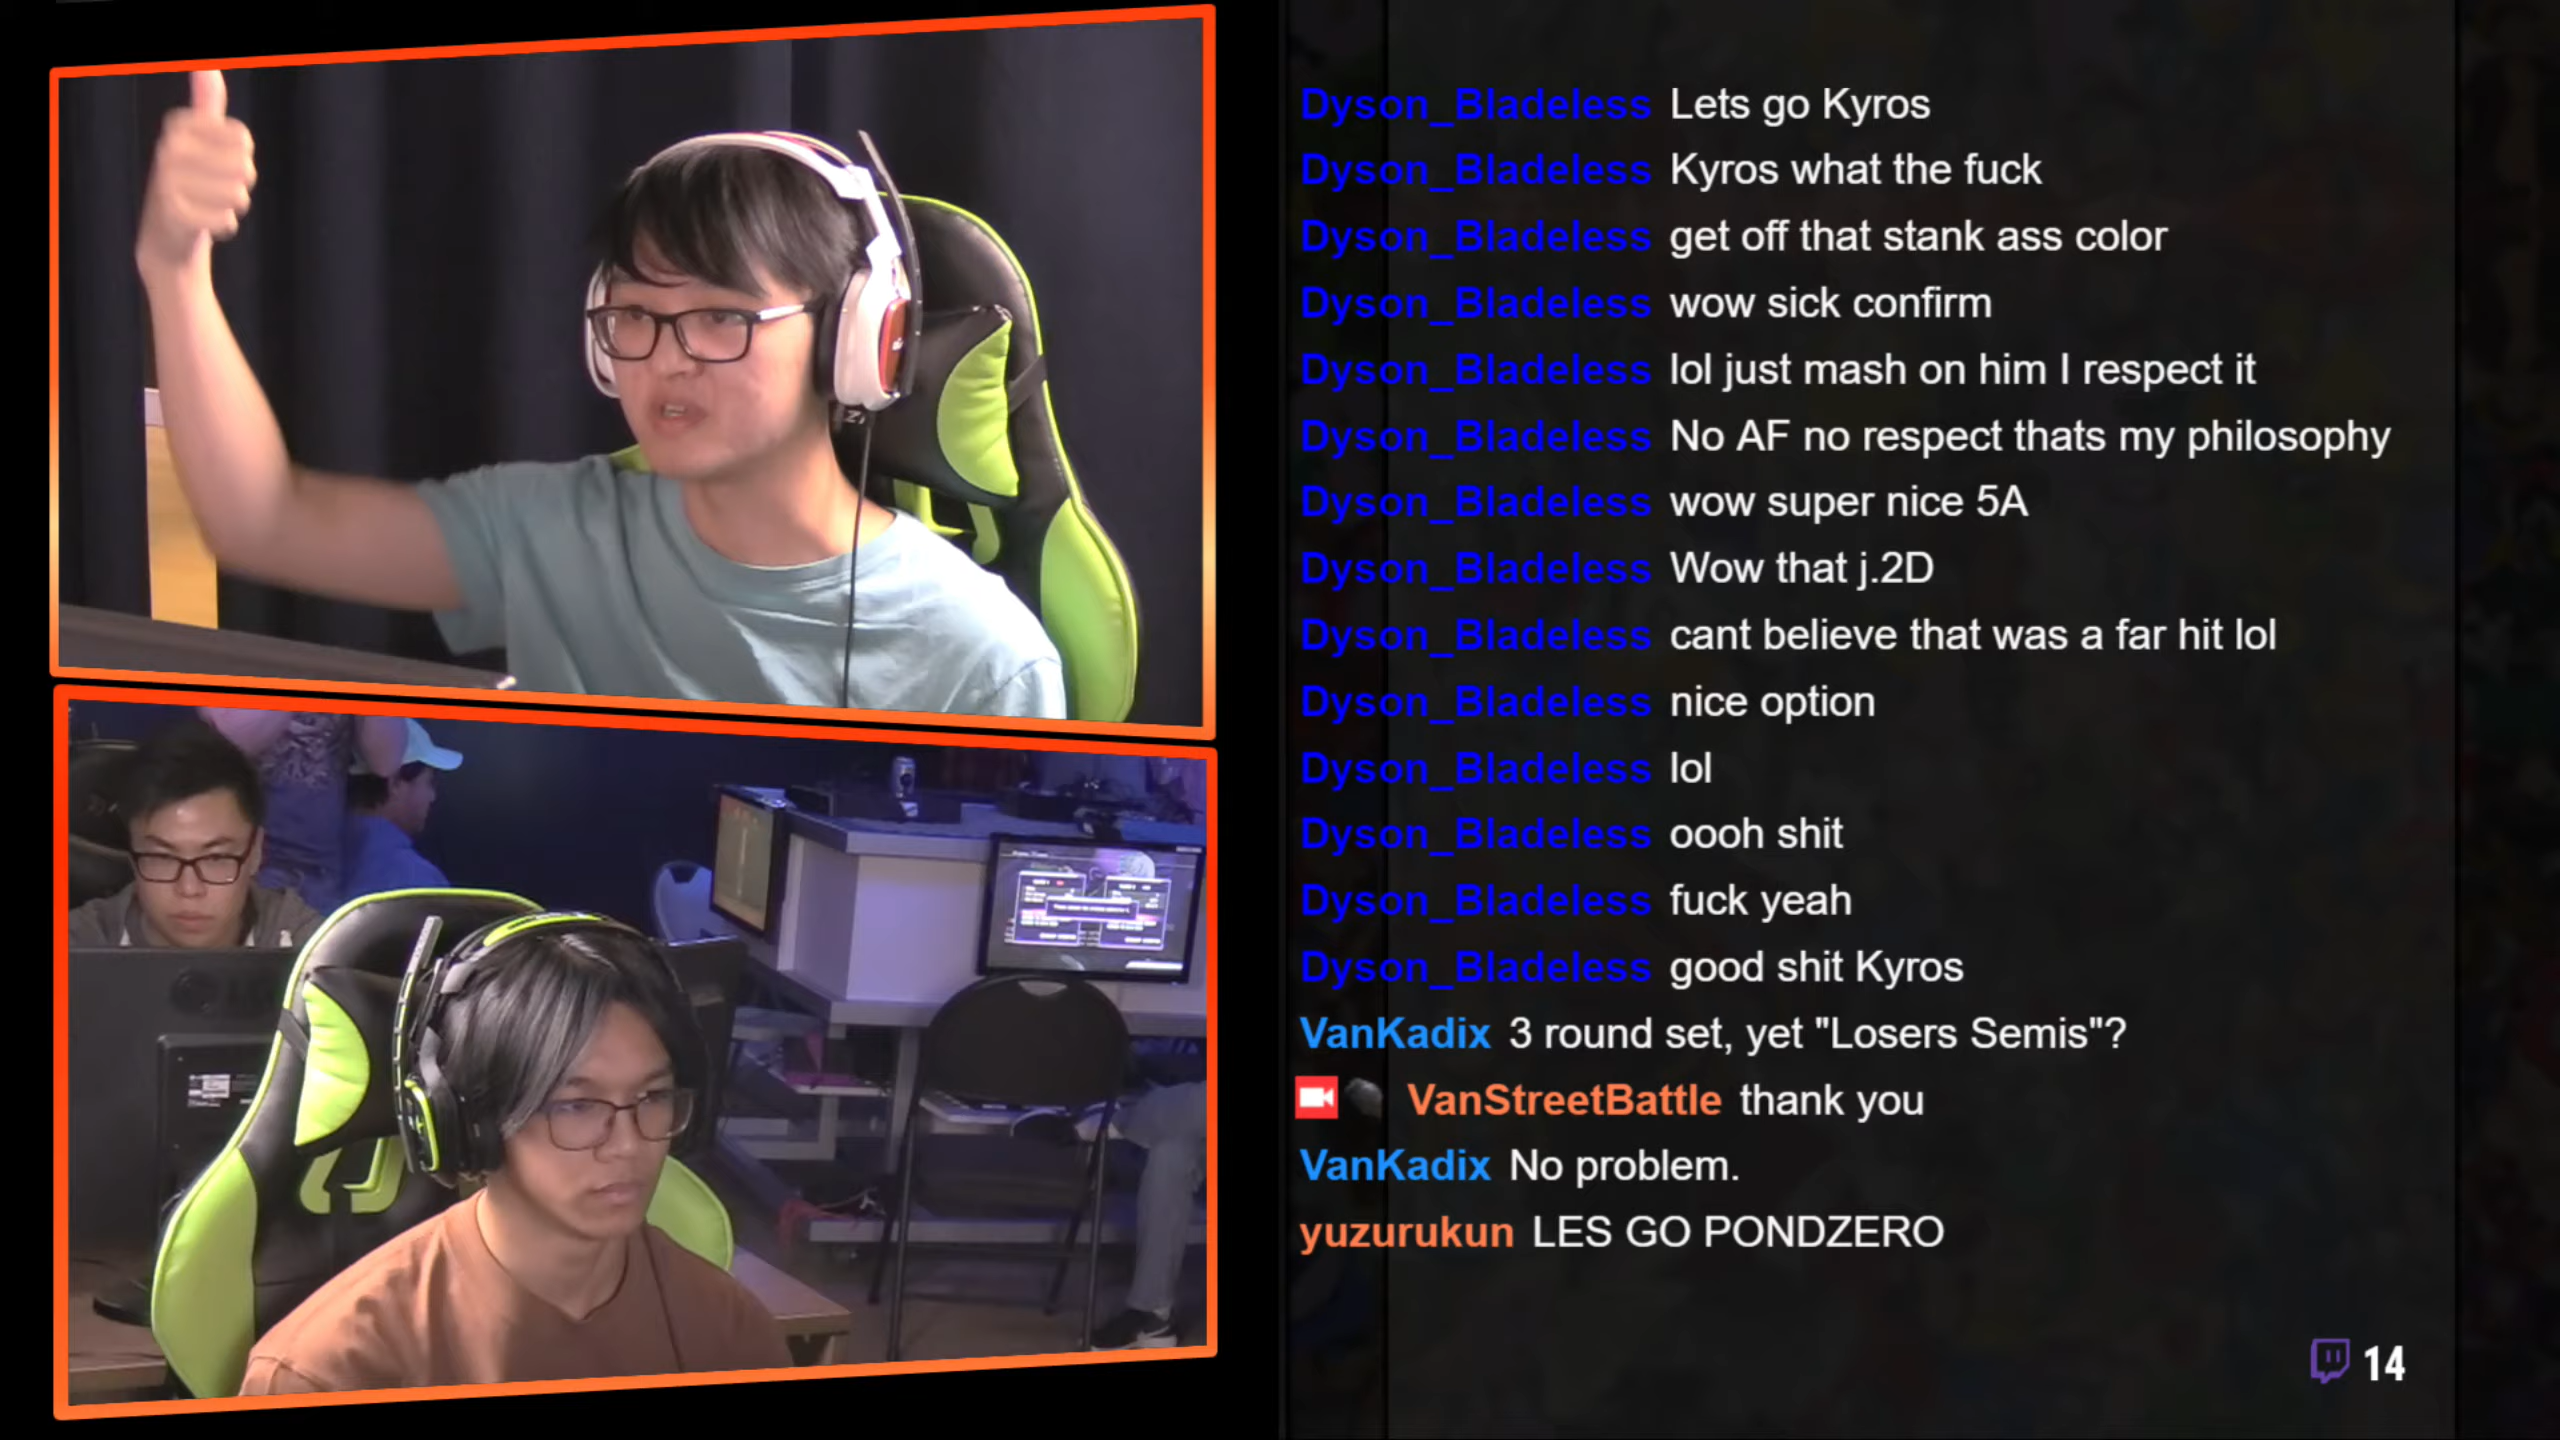 Dyson_Bladeless Lets go Kyros
Dyson_Bladeless Kyros what the fuck
Dyson_Bladeless get off that stank ass color
Dyson_Bladeless wow sick confirm
Dyson_Bladeless lol just mash on him I respect it
Dyson_Bladeless No AF no respect thats my philosophy
Dyson_Bladeless wow super nice 5A
Dyson_Bladeless Wow that j.2D
Dyson_Bladeless cant believe that was a far hit lol
Dyson_Bladeless nice option
Dyson_Bladeless lol
Dyson_Bladeless oooh shit
Dyson_Bladeless fuck yeah
Dyson_Bladeless good shit Kyros
VanKadix 3 round set, yet "Losers Semis"?
VanStreetBattle thank you
VanKadix No problem.
yuzurukun LES GO PONDZERO
14